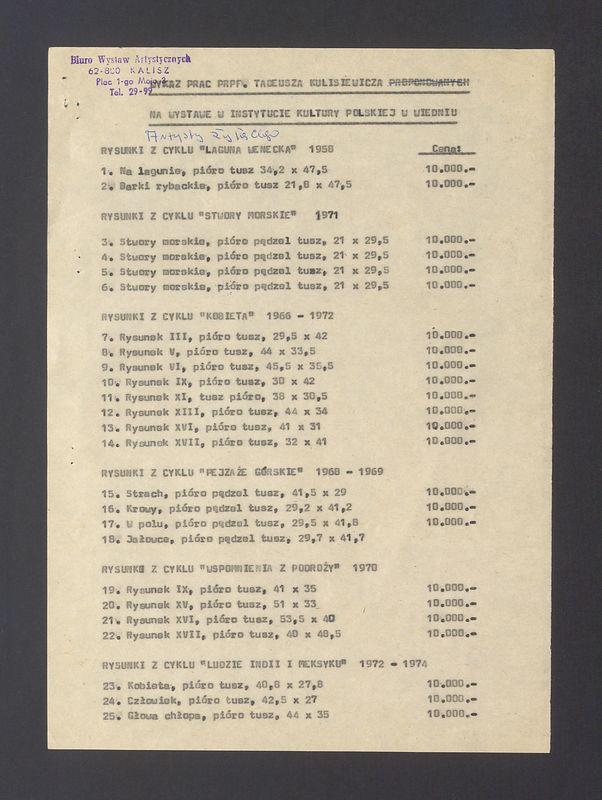 Biuro Wystaw Artystycznych
62-800 KALISZ
Plac 1-go Maja 2
Tel. 29-99
WYKAZ PRAC PRPF. TADEUSZA KULISIEWICZA PROPONOWANYCH
NA WYSTAWE W INSTYTUCIE KULTURY POLSKIEJ W WIEDNIU
Artysty żyjącego
RYSUNKI Z CYKLU "LAGUNA WENECKA" 1958 Cena:
1. Na lagunie, pióro tusz 34,2 x 47,5 10.000.-
2. Barki rybackie, pióro tusz 21,8 x 47,5 10.000.-
RYSUNKI Z CYKLU "STWORY MORSKIE" 1971
3. Stwory morskie, pióro pędzel tusz, 21 x 29,5 10.000.-
4. Stwory morskie, pióro pędzel tusz, 21 x 29,5 10.000.-
5. Stwory morskie, pióro pędzel tusz, 21 x 29,5 10.000.-
6. Stwory morskie, pióro pędzel tusz, 21 x 29,5 10.000.-
RYSUNKI Z CYKLU "KOBIETA" 1966 - 1972
7. Rysunek III, pióro tusz, 29,5 x 42 10.000.-
8. Rysunek V, pióro tusz, 44 x 33,5 10.000.-
9. Rysunek VI, pióro tusz, 45,5 x 35,5 10.000.-
10. Rysunek IX, pióro tusz, 30 x 42 10.000.-
11. Rysunek XI, tusz pióro, 38 x 30,5 10.000.-
12. Rysunek XIII, pióro tusz, 44 x 34 10.000.-
13. Rysunek XVI, pióro tusz, 41 x 31 10.000.-
14. Rysunek XVII, pióro tusz, 32 x 41 10.000.-
RYSUNKI Z CYKLU "PEJZAŻE GÓRSKIE" 1968 - 1969
15. Strach, pióro pędzel tusz, 41,5 x 29 10.000.-
16. Krowy, pióro pędzel tusz, 29,2 x 41,2 10.000.-
17. W polu, pióro pędzel tusz, 29,5 x 41,8 10.000.-
18. Jałowce, pióro pędzel tusz, 29,7 x 41,7
RYSUNKI Z CYKLU "WSPOMNIENIA Z PODROŻY" 1970
19. Rysunek IX, pióro tusz, 41 x 35 10.000.-
20. Rysunek XV, pióro tusz, 51 x 33 10.000.-
21. Rysunek XVI, pióro tusz, 53,5 x 40 10.000.-
22. Rysunek XVII, pióro tusz, 40 x 48,5 10.000.-
RYSUNKI Z CYKLU "LUDZIE INDII I MEKSYKU" 1972 - 1974
23. Kobieta, pióro tusz, 40,8 x 27,8 10.000.-
24. Człowiek, pióro tusz, 42,5 x 27 10.000.-
25. Głowa chłopa, pióro tusz, 44 x 35 10.000.-